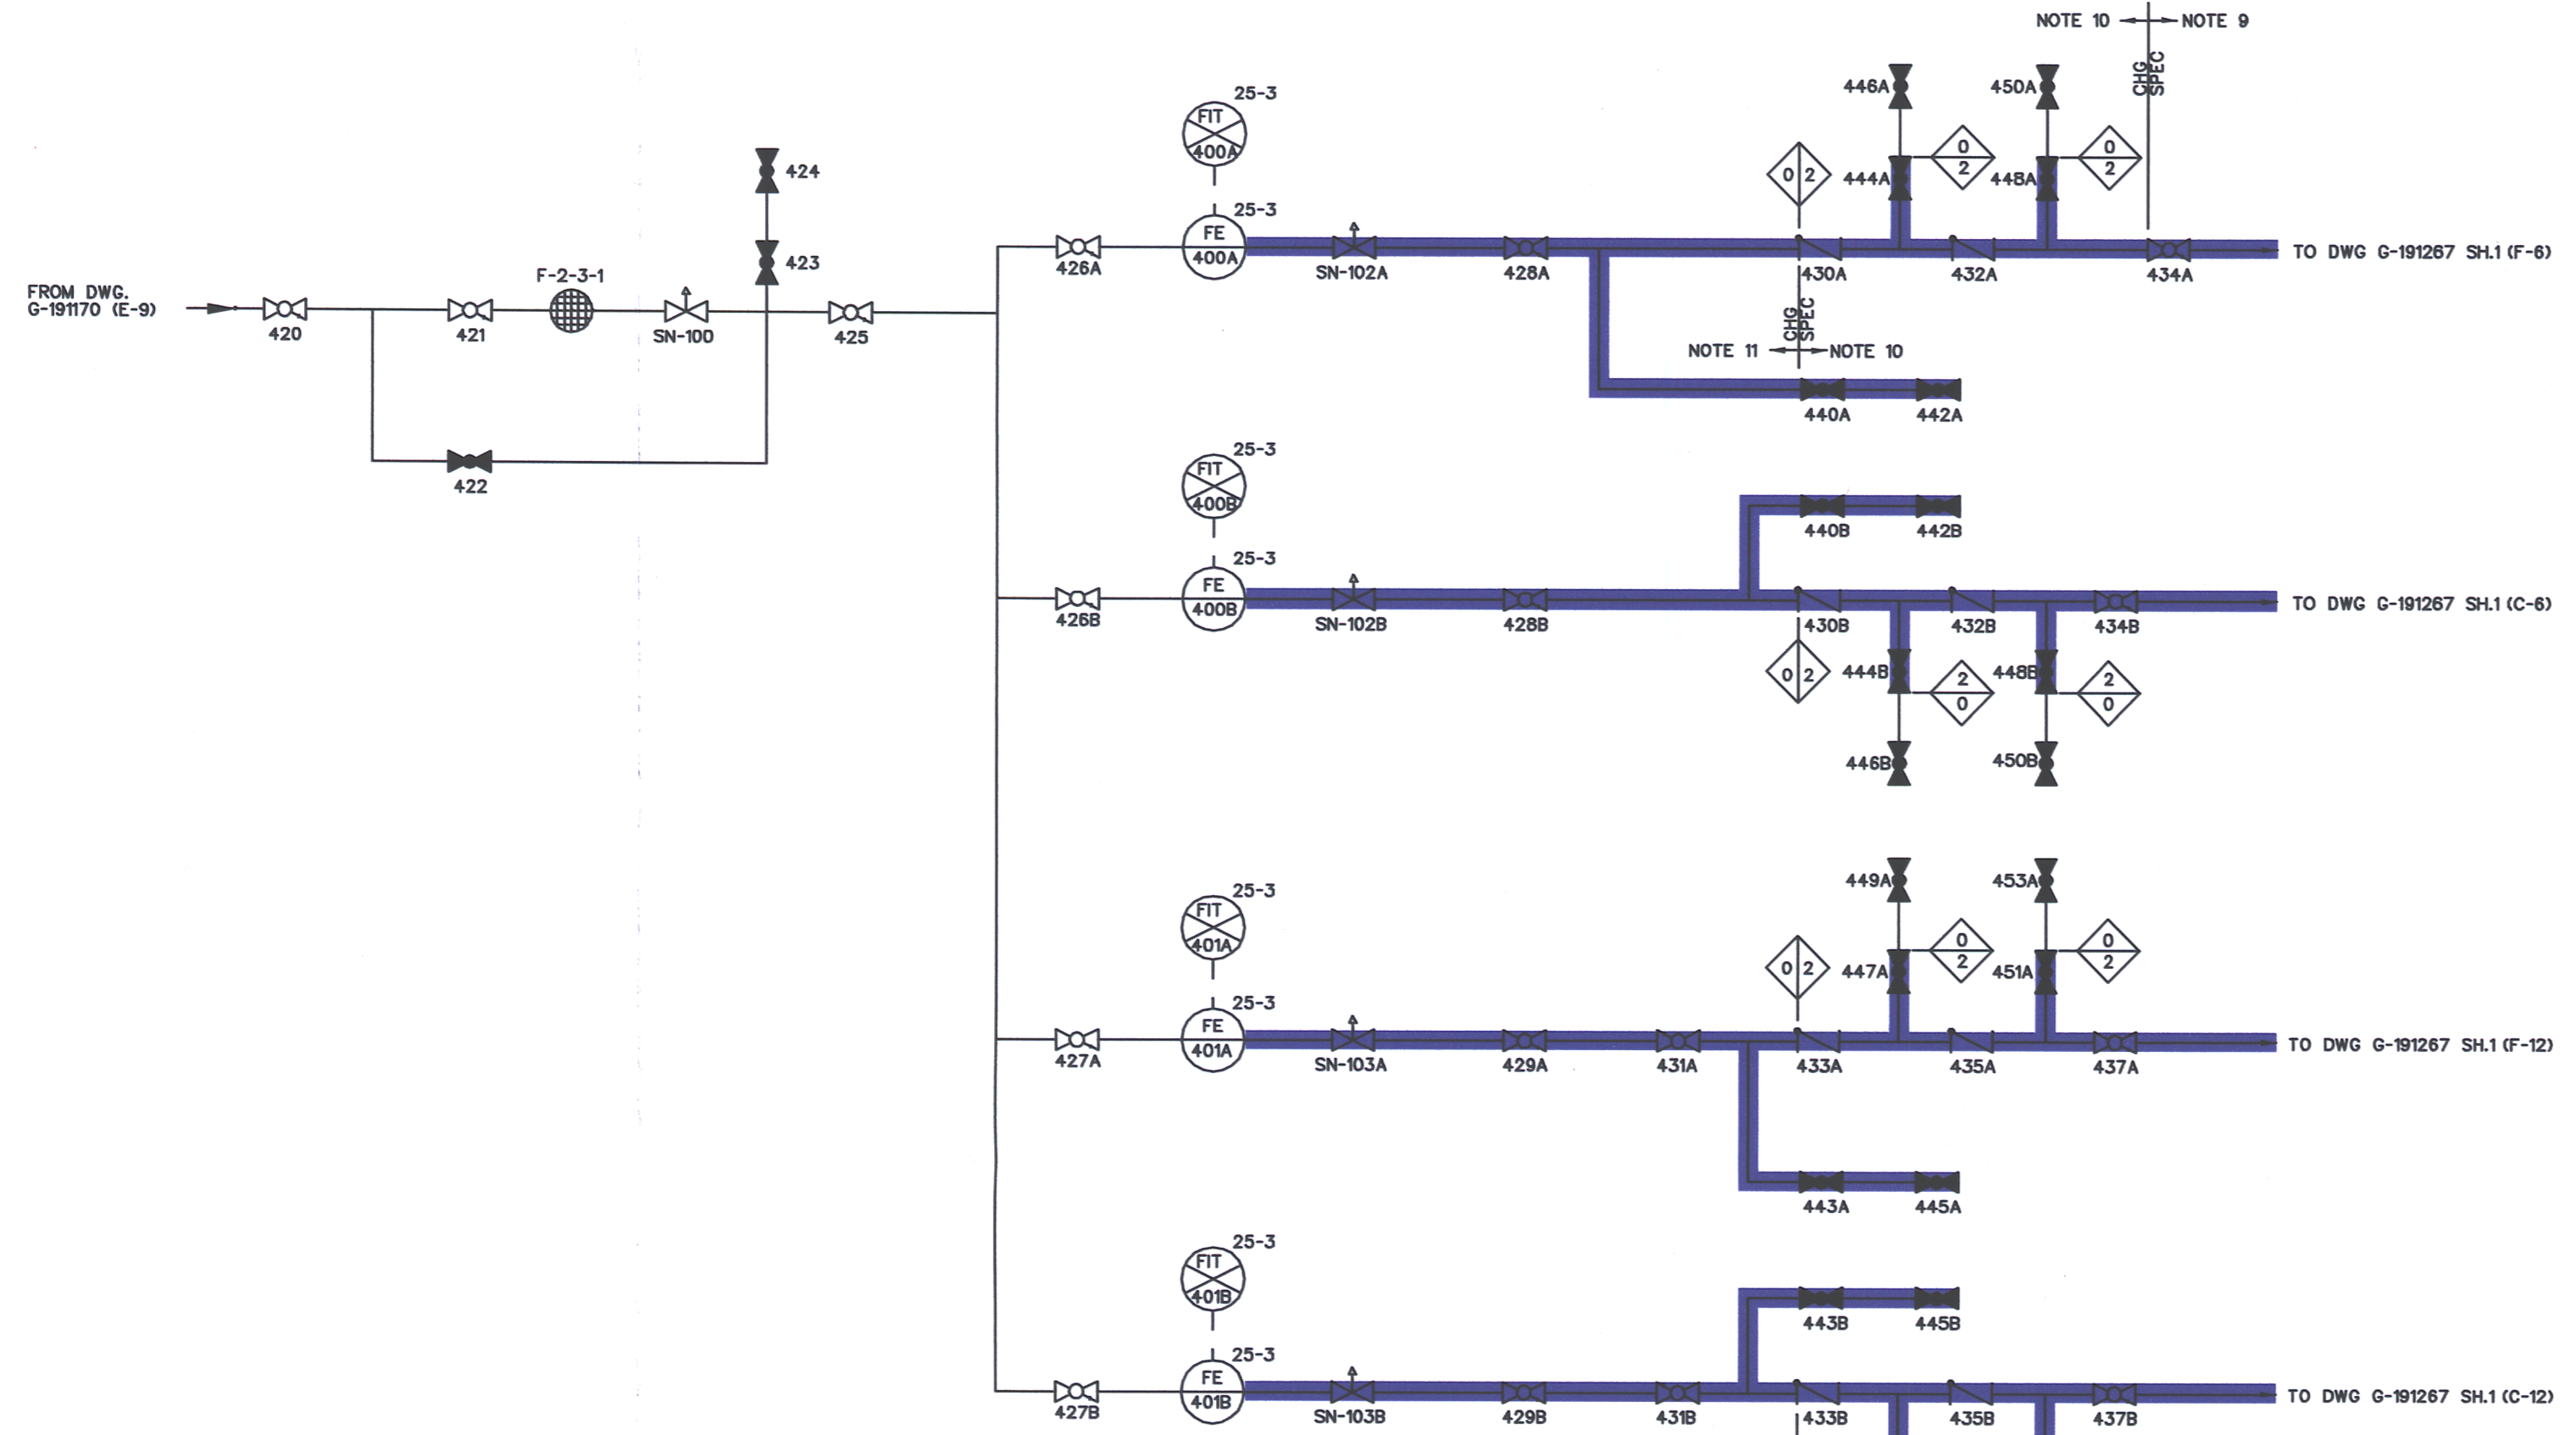 NOTE 10 NOTE 9
CHG
SPEC
446A 450A
25-3
FIT
400A
0 2
444A
0
2
448A
0
2
424
423
25-3
FE
400A
426A SN-102A 428A 430A 432A 434A
TO DWG G-191267 SH.1 (F-6)
FROM DWG.
G-191170 (E-9)
F-2-3-1
420 421 SN-100 425
CHG
SPEC
NOTE 11 NOTE 10
440A 442A
422
25-3
FIT
400B
440B 442B
25-3
FE
400B
426B SN-102B 428B 430B 432B 434B
TO DWG G-191267 SH.1 (C-6)
0 2
444B
2
0
448B
2
0
446B 450B
449A 453A
25-3
FIT
401A
0 2
447A
0
2
451A
0
2
25-3
FE
401A
427A SN-103A 429A 431A 433A 435A 437A
TO DWG G-191267 SH.1 (F-12)
443A 445A
25-3
FIT
401B
443B 445B
25-3
FE
401B
427B SN-103B 429B 431B 433B 435B 437B
TO DWG G-191267 SH.1 (C-12)